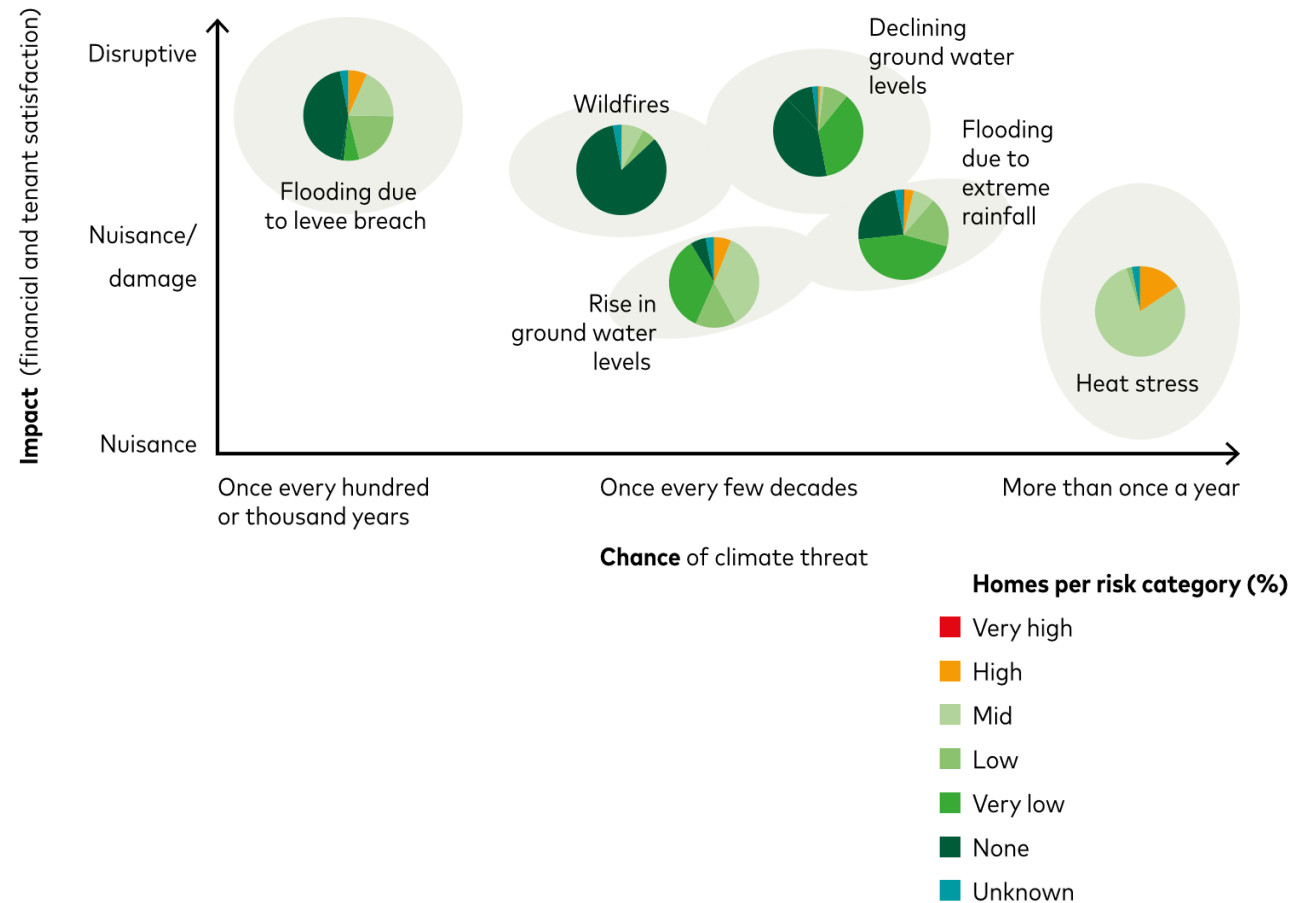 Impact (financial and tenant satisfaction)
Disruptive
Nuisance/
damage
Nuisance
Flooding due
to levee breach
Wildfires
Declining
ground water
levels
Flooding
due to
extreme
rainfall
Rise in
ground water
levels
Heat stress
Once every hundred
or thousand years
Once every few decades
More than once a year
Chance of climate threat
Homes per risk category (%)
Very high
High
Mid
Low
Very low
None
Unknown